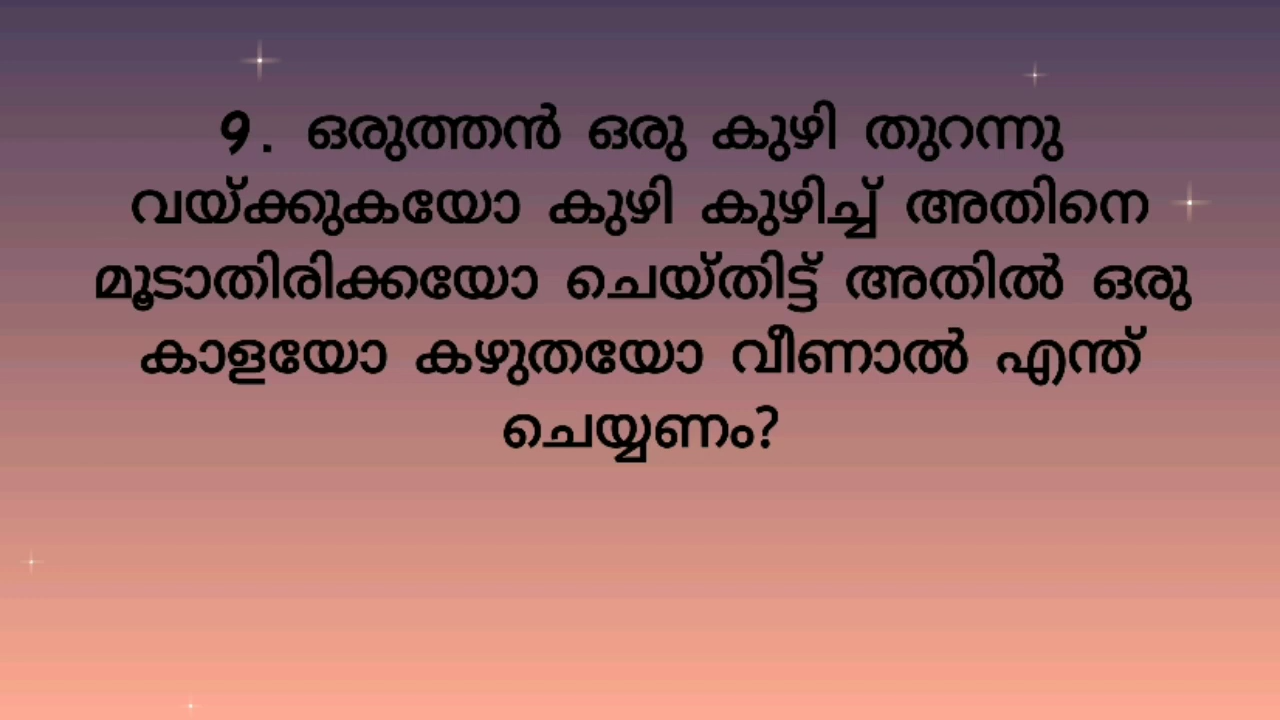 9. ഒരുത്തൻ ഒരു കുഴി തുറന്നു
വയ്ക്കുകയോ കുഴി കുഴിച്ച് അതിനെ
മൂടാതിരിക്കയോ ചെയ്തിട്ട് അതിൽ ഒരു
കാളയോ കഴുതയോ വീണാൽ എന്ത്
ചെയ്യണം?